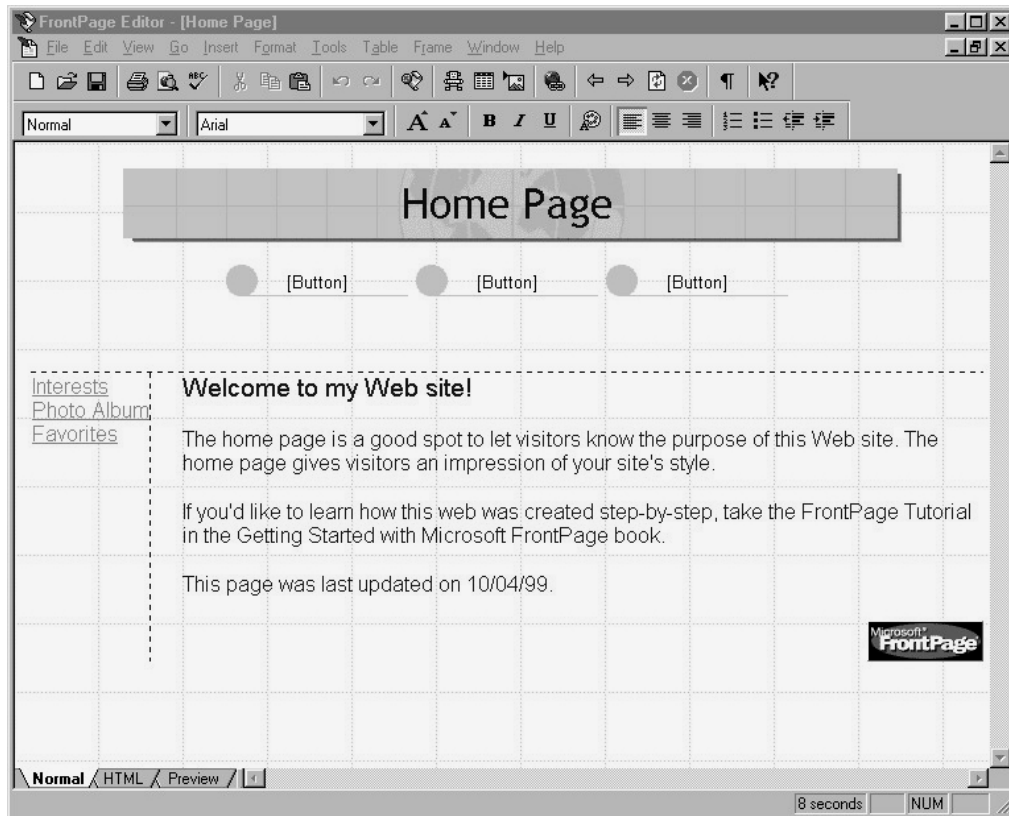 FrontPage Editor - [Home Page]
File Edit View Go Insert Format Tools Table Frame Window Help
ABC
Normal Arial A A B I U
Home Page
[Button] [Button] [Button]
Interests
Photo Album
Favorites
Welcome to my Web site!
The home page is a good spot to let visitors know the purpose of this Web site. The
home page gives visitors an impression of your site's style.
If you'd like to learn how this web was created step-by-step, take the FrontPage Tutorial
in the Getting Started with Microsoft FrontPage book.
This page was last updated on 10/04/99.
Microsoft
FrontPage
Normal HTML Preview
8 seconds NUM